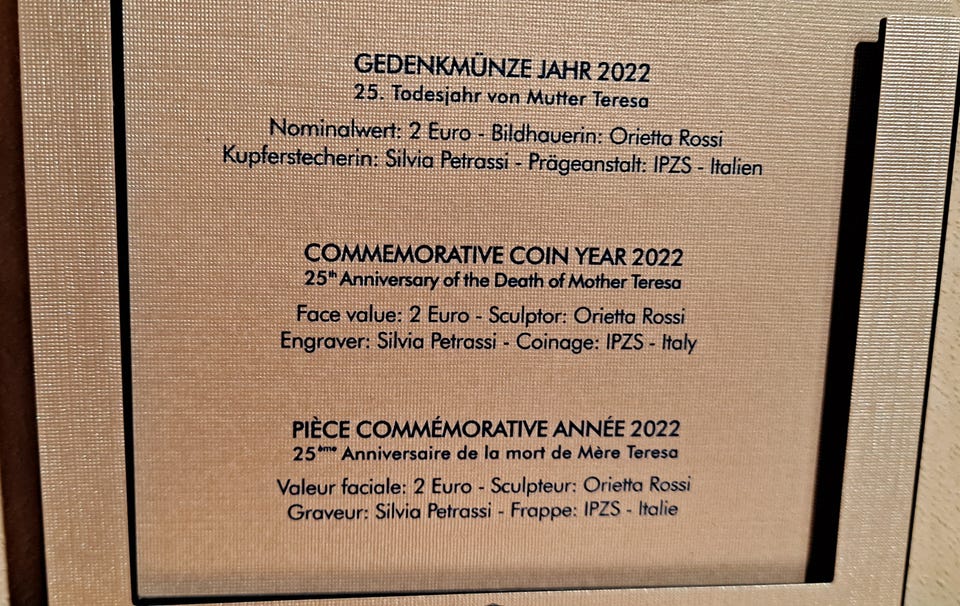 GEDENKMÜNZE JAHR 2022
25. Todesjahr von Mutter Teresa
Nominalwert: 2 Euro - Bildhauerin: Orietta Rossi
Kupferstecherin: Silvia Petrassi - Prägeanstalt: IPZS - Italien
COMMEMORATIVE COIN YEAR 2022
25th Anniversary of the Death of Mother Teresa
Face value: 2 Euro - Sculptor: Orietta Rossi
Engraver: Silvia Petrassi - Coinage: IPZS - Italy
PIÈCE COMMÉMORATIVE ANNÉE 2022
25ème Anniversaire de la mort de Mère Teresa
Valeur faciale: 2 Euro - Sculpteur: Orietta Rossi
Graveur: Silvia Petrassi - Frappe: IPZS - Italie